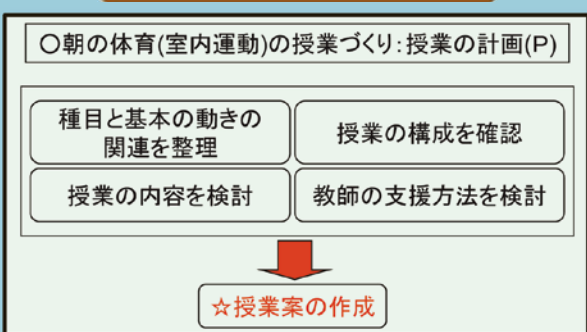 〇朝の体育(室内運動)の授業づくり:授業の計画(P)
種目と基本の動きの
関連を整理
授業の構成を確認
授業の内容を検討
教師の支援方法を検討
☆授業案の作成